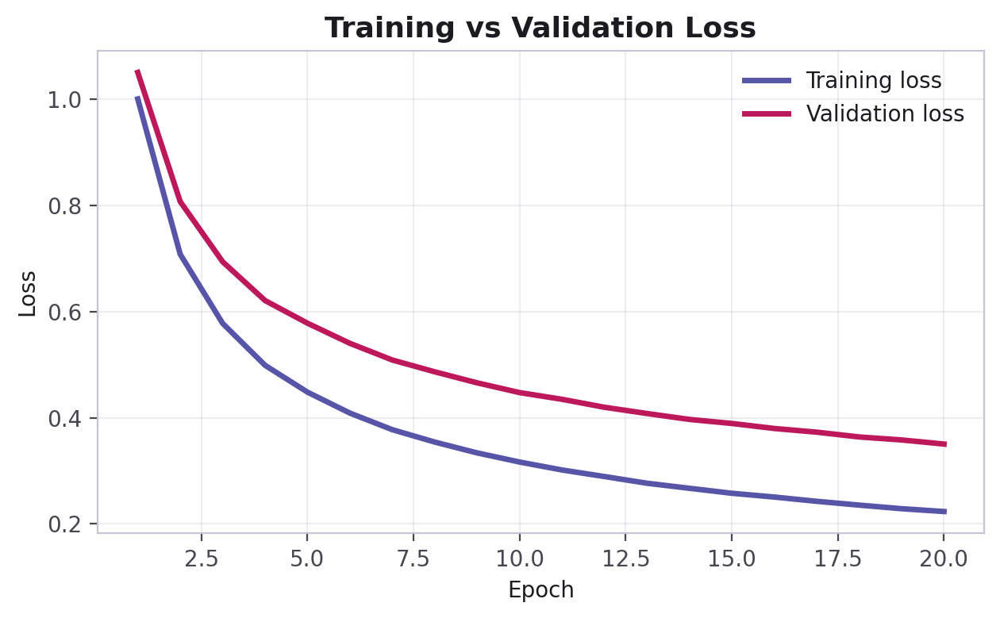 Training vs Validation Loss
Training loss
Validation loss
Loss
1.0
0.8
0.6
0.4
0.2
2.5 5.0 7.5 10.0 12.5 15.0 17.5 20.0
Epoch